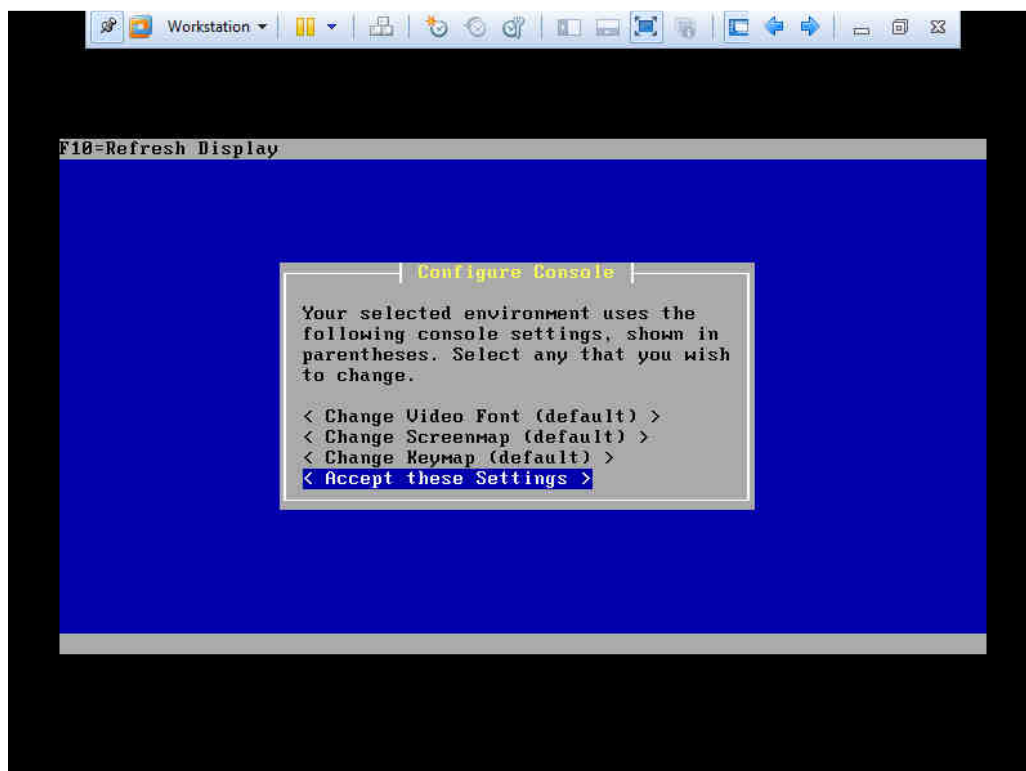 Workstation
F10=Refresh Display
Configure Console
Your selected environment uses the
following console settings, shown in
parentheses. Select any that you wish
to change.
< Change Video Font (default) >
< Change Screenmap (default) >
< Change Keymap (default) >
< Accept these Settings >